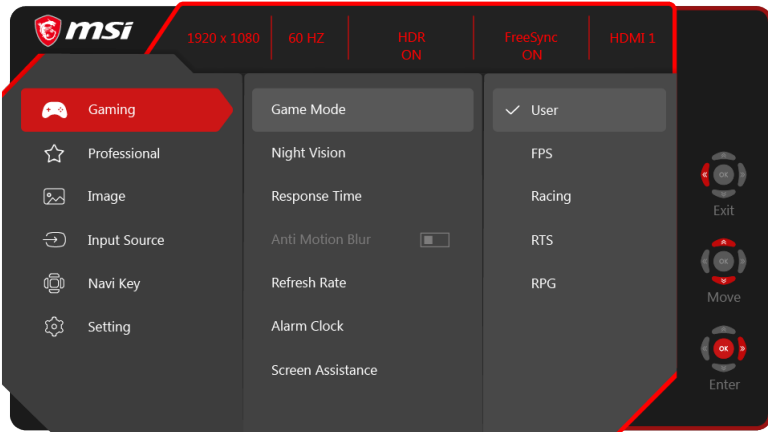 msi
1920 x 1080
60 HZ
HDR
ON
FreeSync
ON
HDMI 1
Gaming
Professional
Image
Input Source
Navi Key
Setting
Game Mode
Night Vision
Response Time
Anti Motion Blur
Refresh Rate
Alarm Clock
Screen Assistance
User
FPS
Racing
RTS
RPG
OK
Exit
OK
Move
OK
Enter